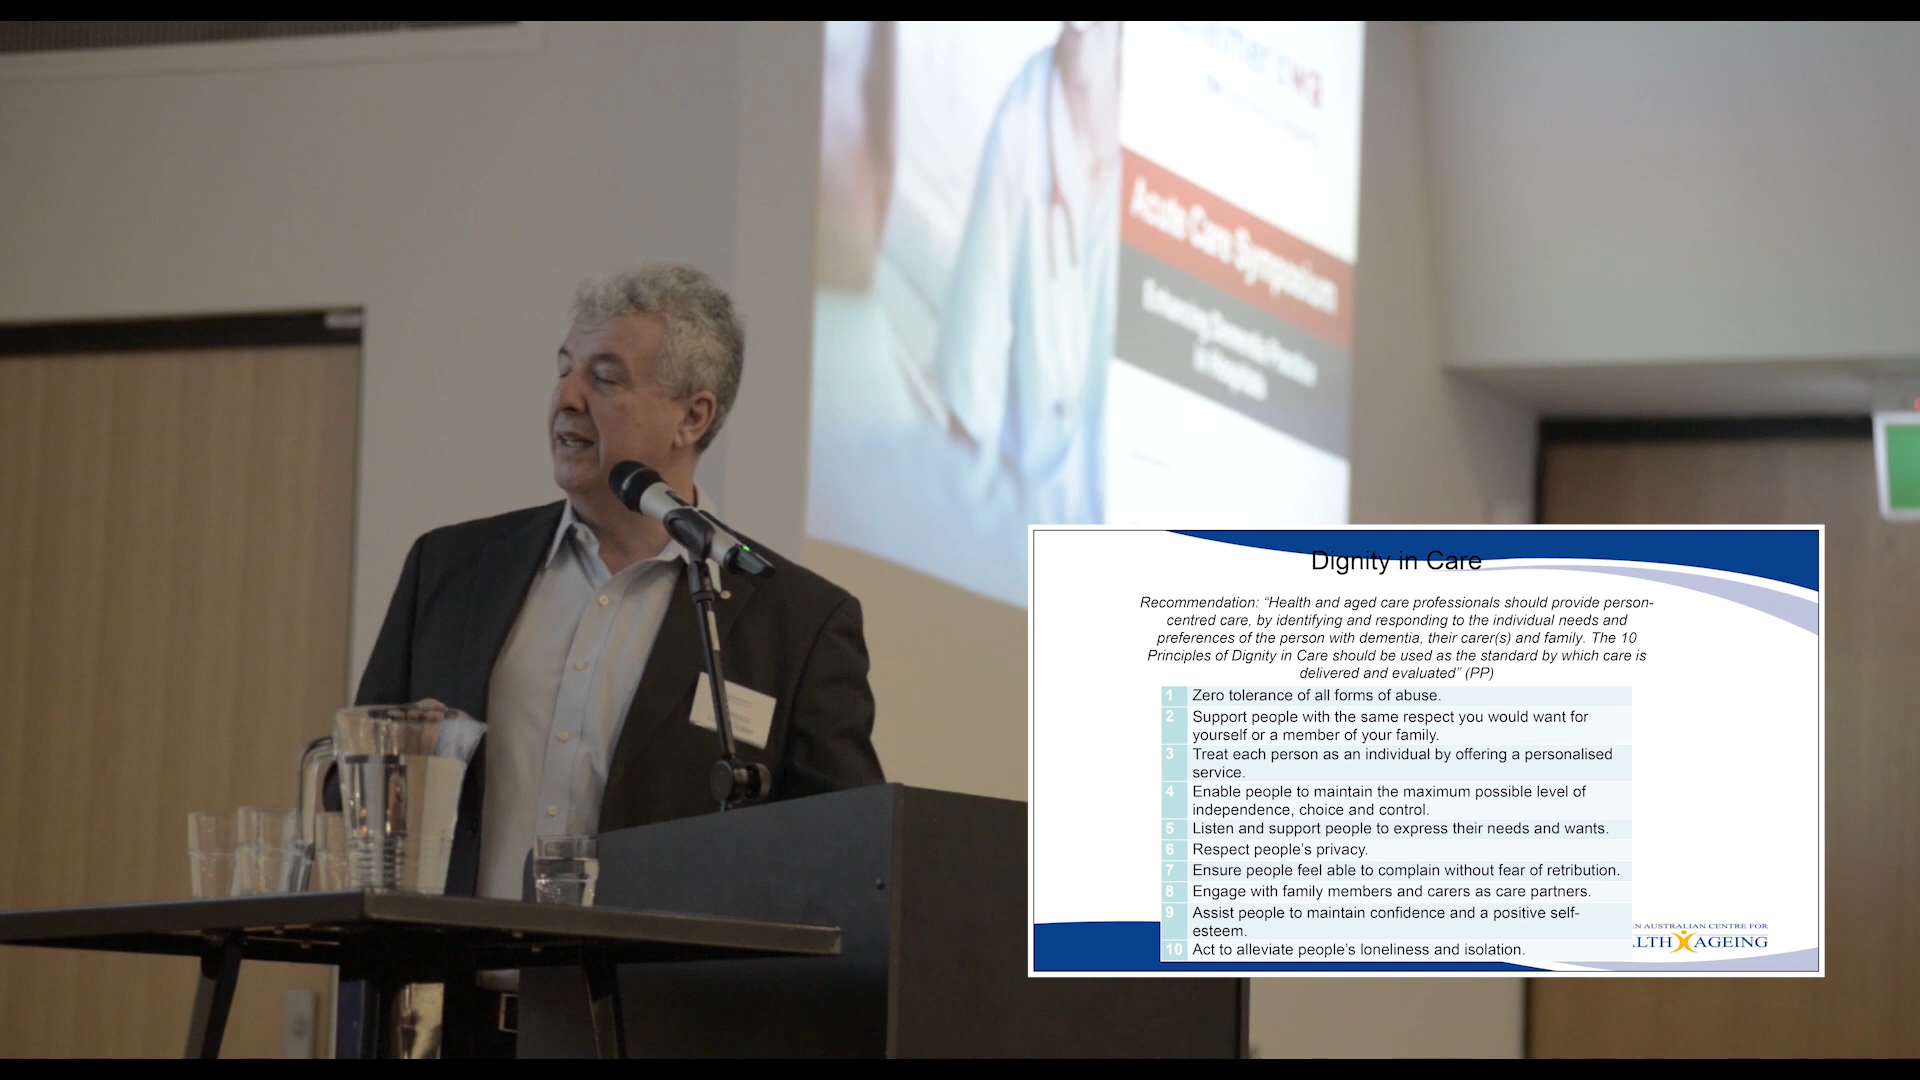 Acute Care Symposium
Enhancing Dementia Practice
in Hospitals
Dignity in Care
Recommendation: “Health and aged care professionals should provide person-
centred care, by identifying and responding to the individual needs and
preferences of the person with dementia, their carer(s) and family. The 10
Principles of Dignity in Care should be used as the standard by which care is
delivered and evaluated” (PP)
1 Zero tolerance of all forms of abuse.
2 Support people with the same respect you would want for
yourself or a member of your family.
3 Treat each person as an individual by offering a personalised
service.
4 Enable people to maintain the maximum possible level of
independence, choice and control.
5 Listen and support people to express their needs and wants.
6 Respect people’s privacy.
7 Ensure people feel able to complain without fear of retribution.
8 Engage with family members and carers as care partners.
9 Assist people to maintain confidence and a positive self-
esteem.
10 Act to alleviate people’s loneliness and isolation.
N AUSTRALIAN CENTRE FOR
LTH AGEING